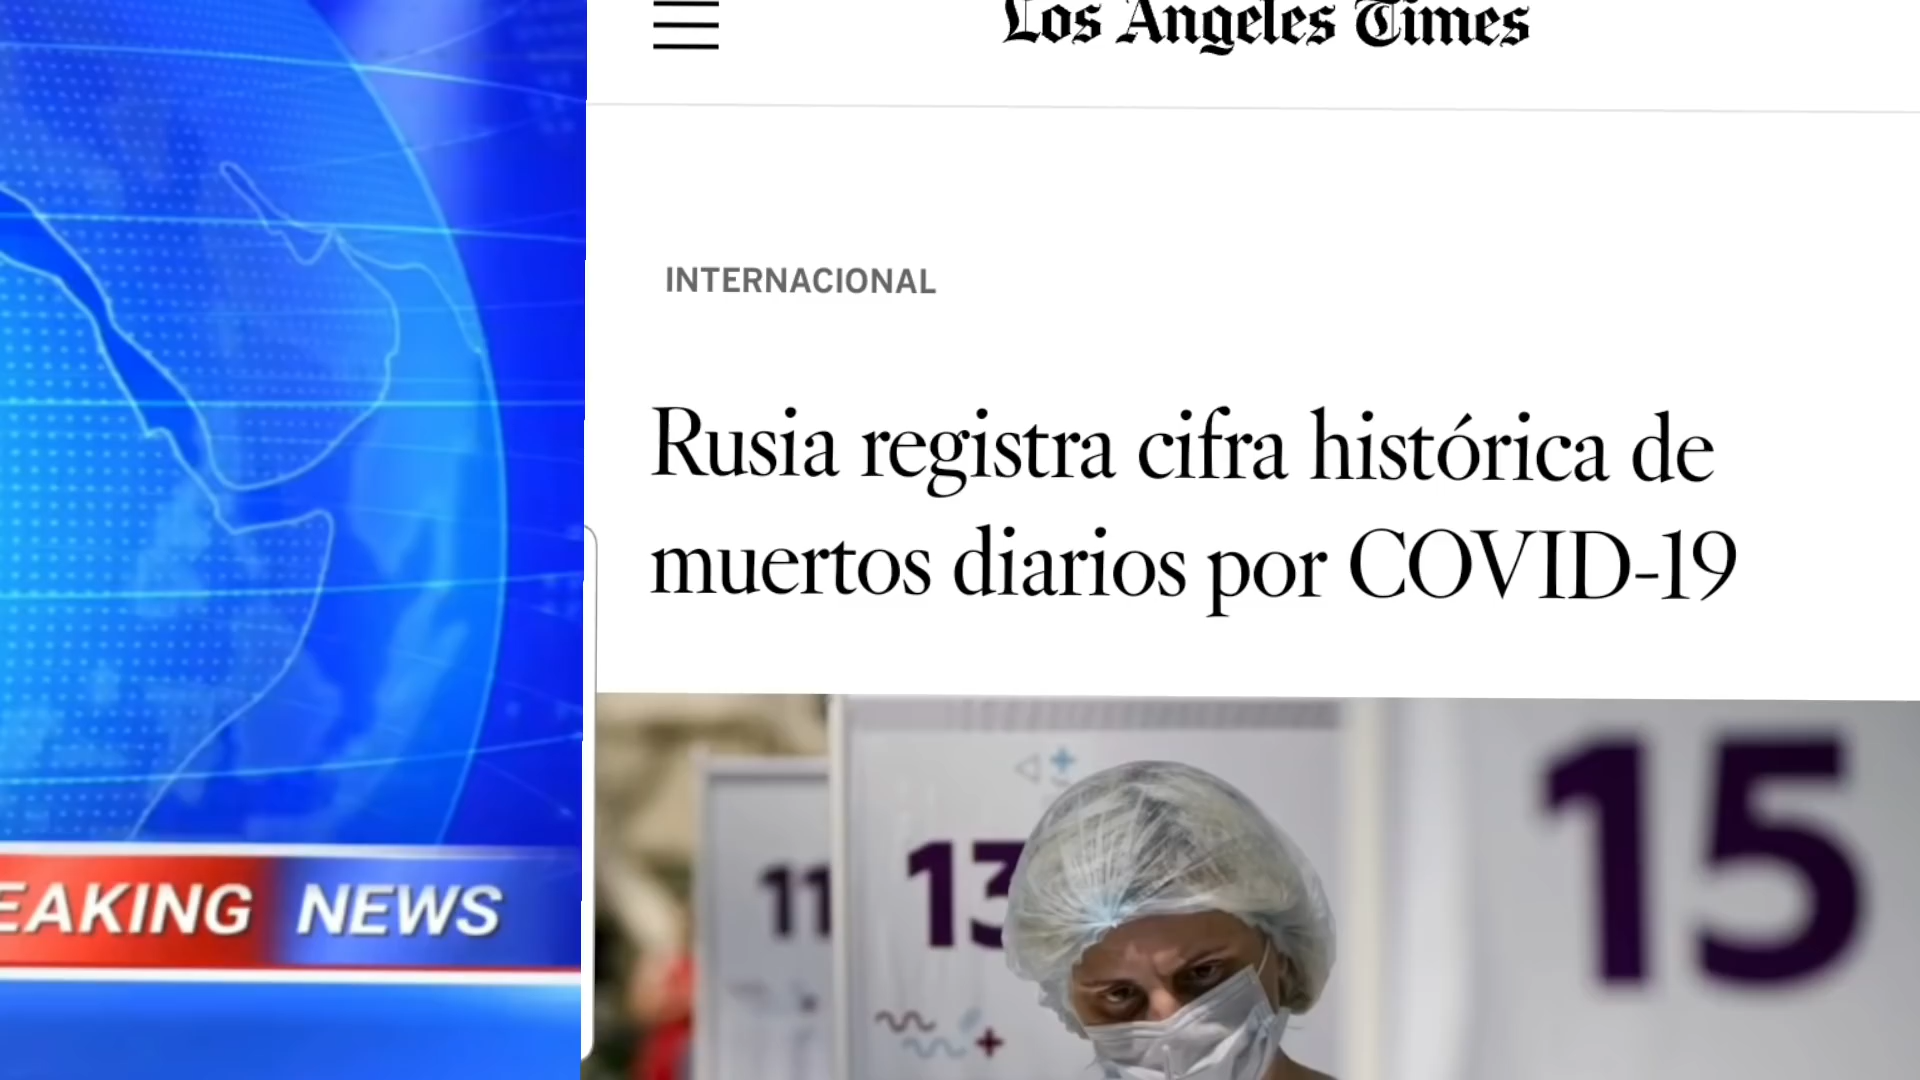 Los Angeles Times
INTERNACIONAL
Rusia registra cifra histórica de
muertos diarios por COVID-19
11
13
15
EAKING NEWS